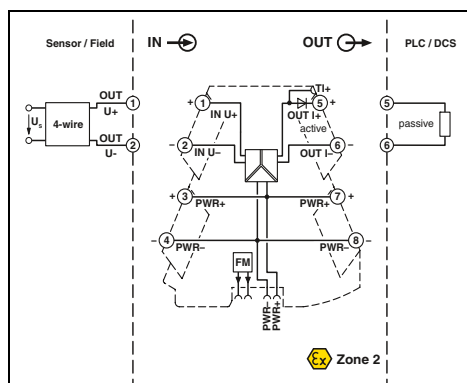 Sensor / Field IN OUT PLC / DCS
OUT
U+
1
+ 1
IN U+
TI+
5 +
OUT I+
5
Us
4-wire
active
passive
OUT
U-
2
– 2
IN U–
6 –
OUT I–
6
+ 3
PWR+
7 +
PWR+
– 4
PWR–
8 –
PWR–
FM
PWR–
PWR+
Ex Zone 2